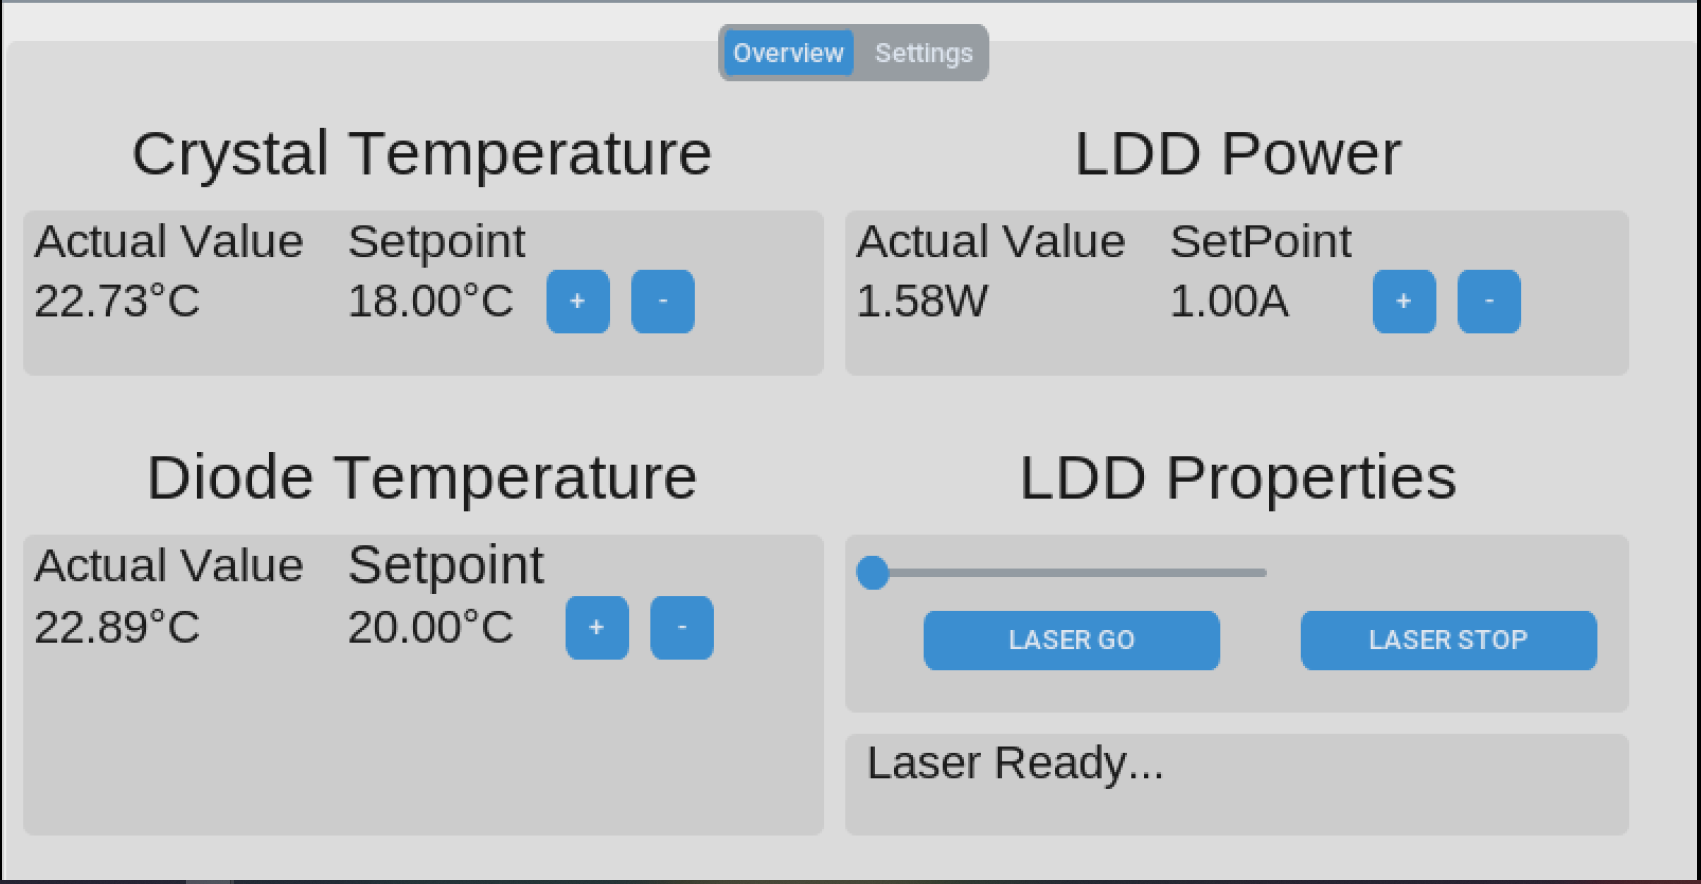 Overview Settings
Crystal Temperature
Actual Value Setpoint
22.73°C 18.00°C + -
LDD Power
Actual Value SetPoint
1.58W 1.00A + -
Diode Temperature
Actual Value Setpoint
22.89°C 20.00°C + -
LDD Properties
LASER GO LASER STOP
Laser Ready...